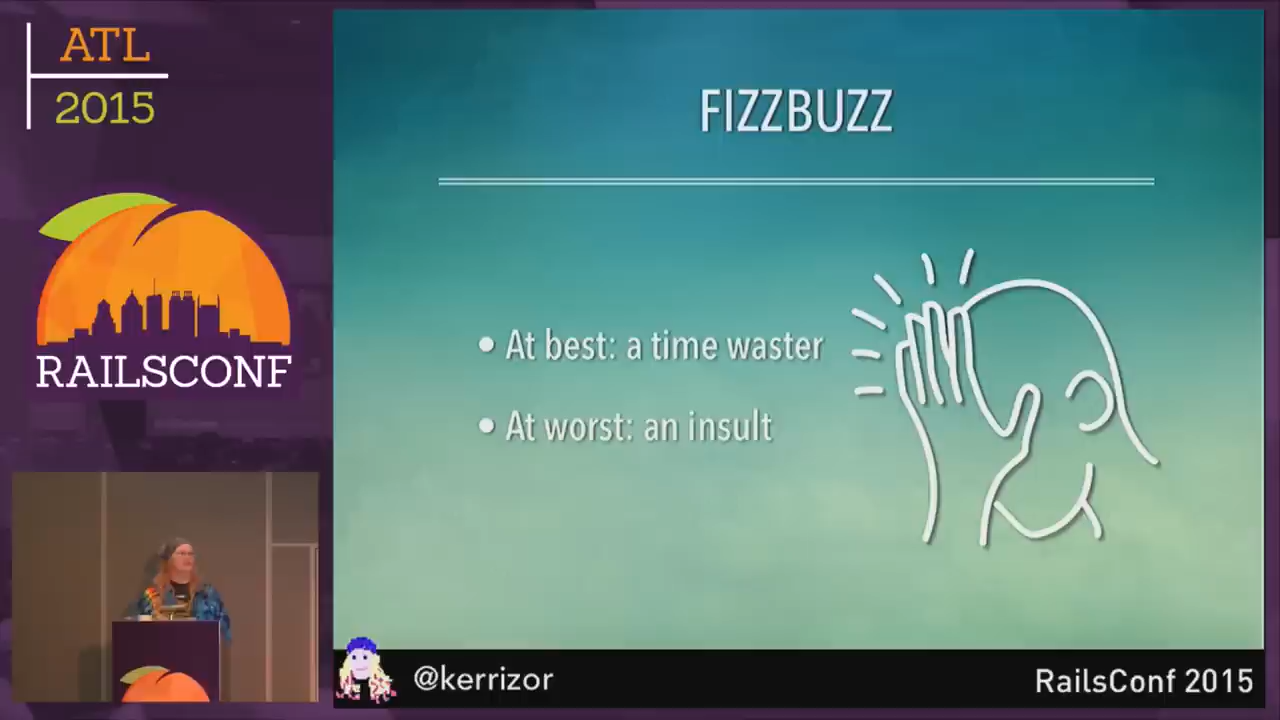 ATL
2015
RAILSCONF
FIZZBUZZ
• At best: a time waster
• At worst: an insult
@kerrizor
RailsConf 2015